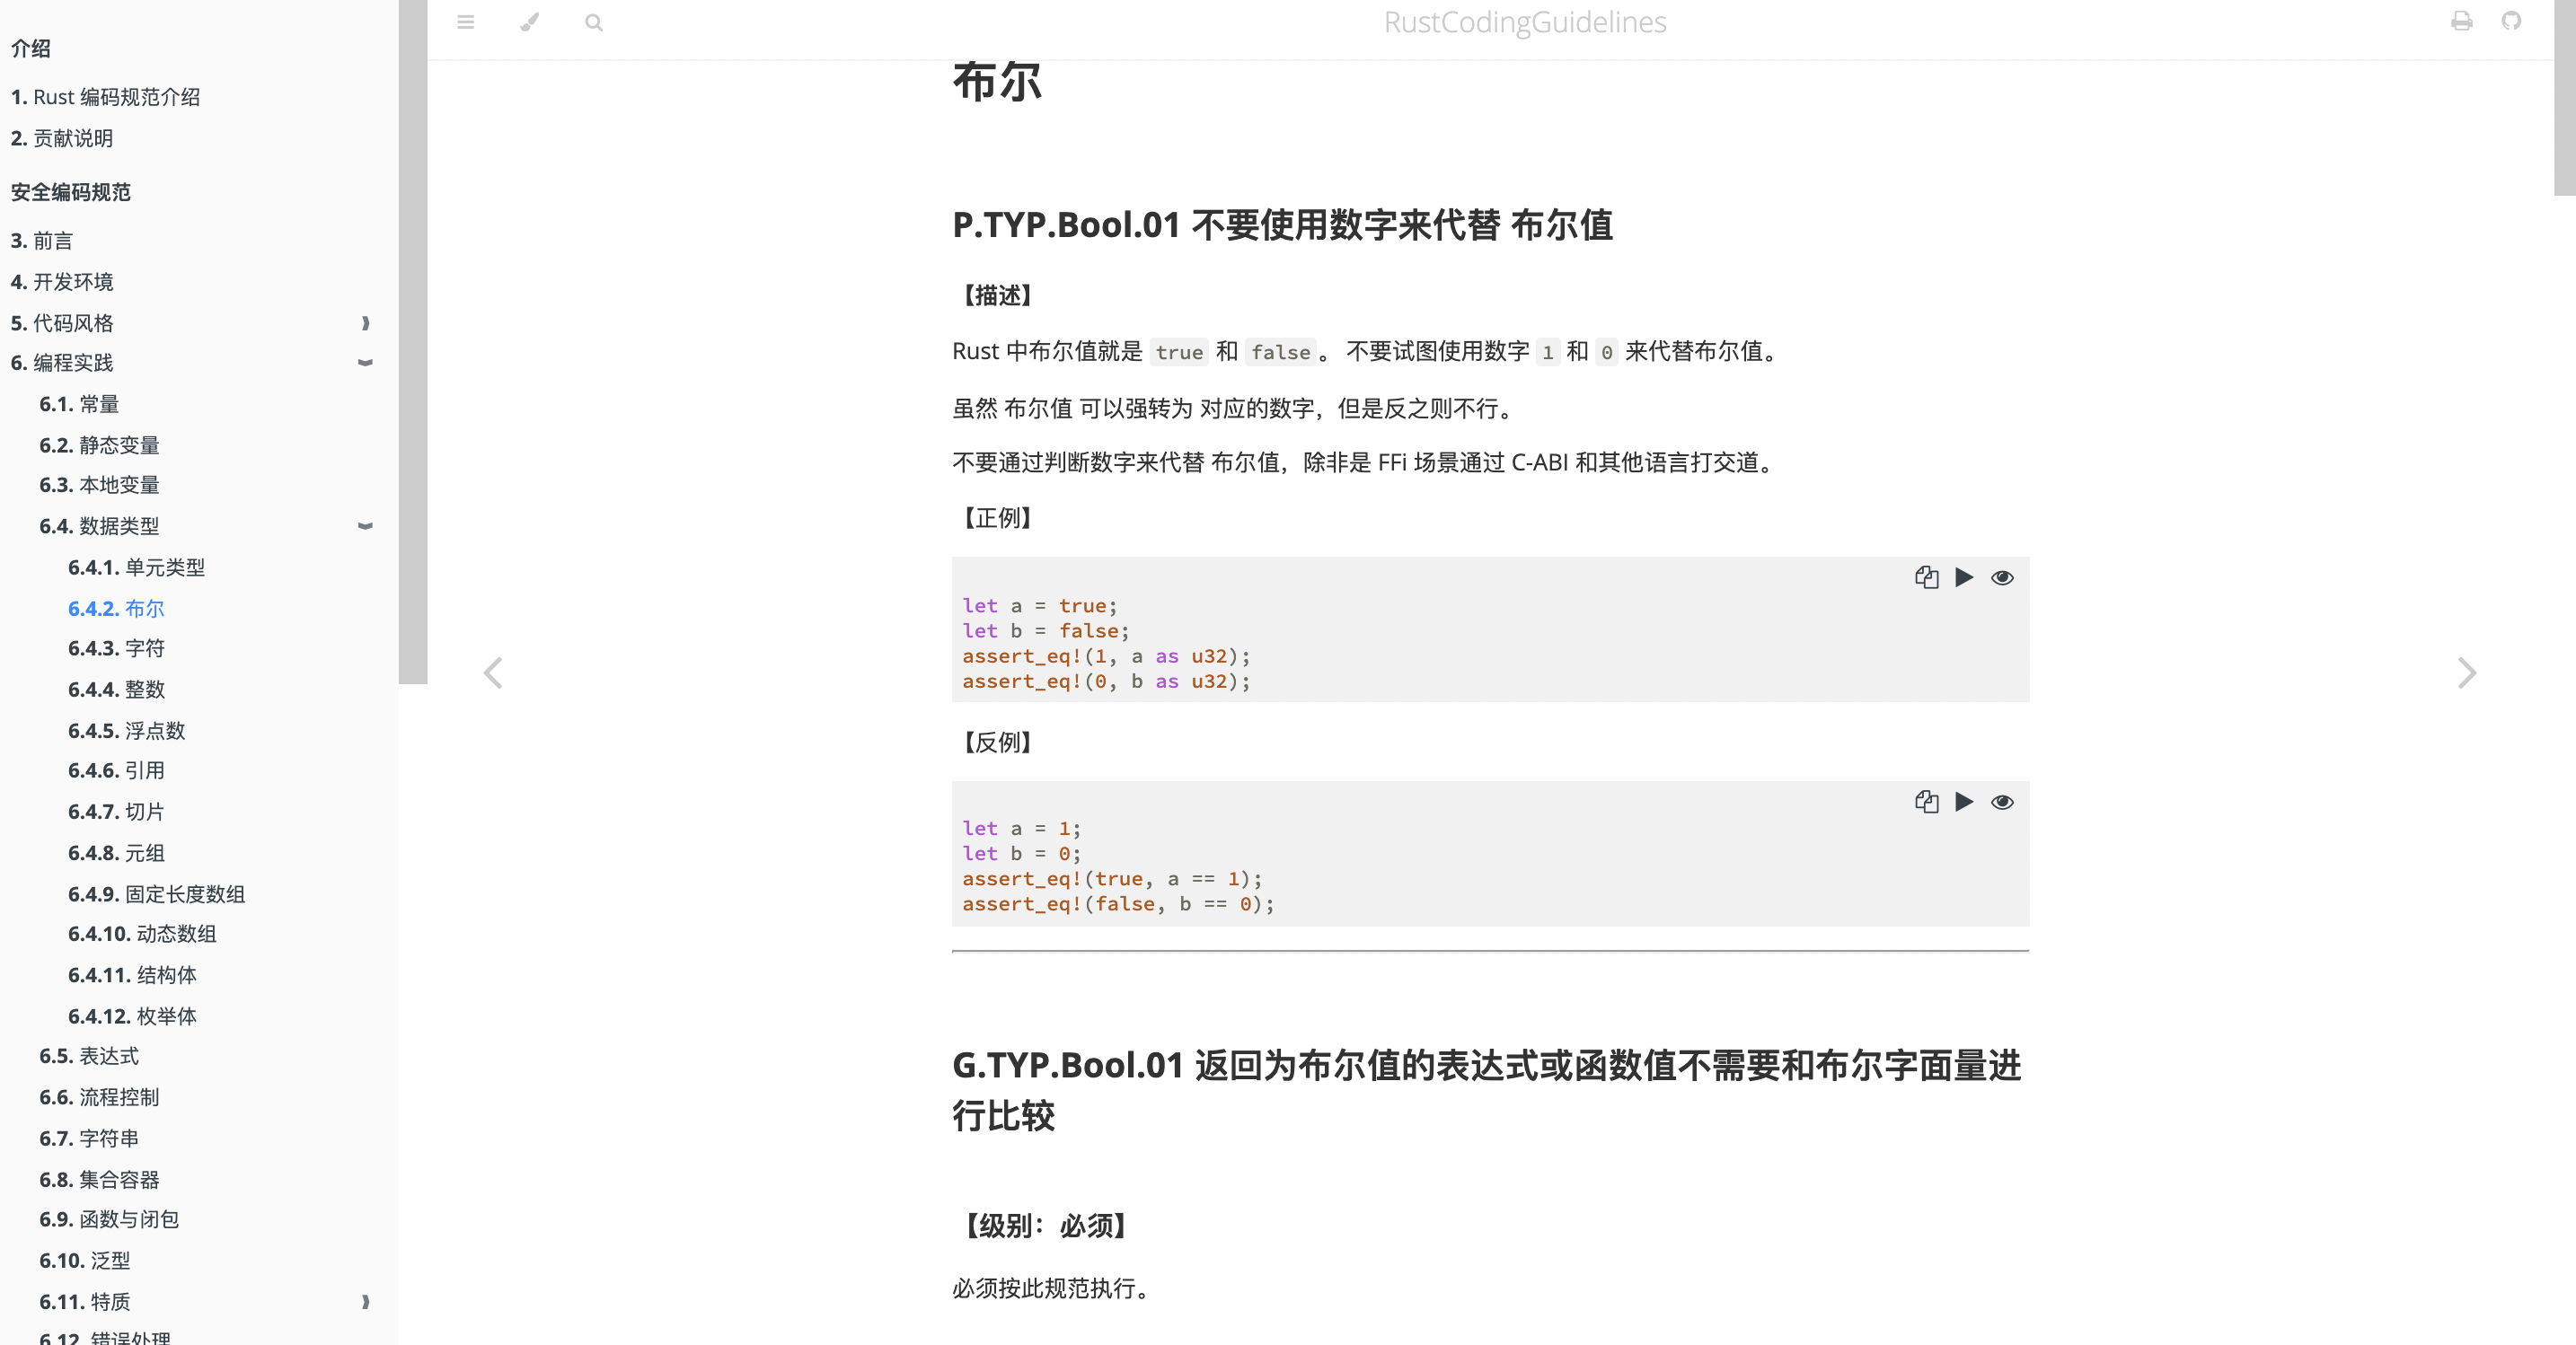 介绍
1. Rust 编码规范介绍
2. 贡献说明
安全编码规范
3. 前言
4. 开发环境
5. 代码风格
6. 编程实践
6.1. 常量
6.2. 静态变量
6.3. 本地变量
6.4. 数据类型
6.4.1. 单元类型
6.4.2. 布尔
6.4.3. 字符
6.4.4. 整数
6.4.5. 浮点数
6.4.6. 引用
6.4.7. 切片
6.4.8. 元组
6.4.9. 固定长度数组
6.4.10. 动态数组
6.4.11. 结构体
6.4.12. 枚举体
6.5. 表达式
6.6. 流程控制
6.7. 字符串
6.8. 集合容器
6.9. 函数与闭包
6.10. 泛型
6.11. 特质
6.12. 错误处理
RustCodingGuidelines
布尔
P.TYP.Bool.01 不要使用数字来代替 布尔值
【描述】
Rust 中布尔值就是 true 和 false。 不要试图使用数字 1 和 0 来代替布尔值。
虽然 布尔值 可以强转为 对应的数字，但是反之则不行。
不要通过判断数字来代替 布尔值，除非是 FFi 场景通过 C-ABI 和其他语言打交道。
【正例】
let a = true;
let b = false;
assert_eq!(1, a as u32);
assert_eq!(0, b as u32);
【反例】
let a = 1;
let b = 0;
assert_eq!(true, a == 1);
assert_eq!(false, b == 0);
G.TYP.Bool.01 返回为布尔值的表达式或函数值不需要和布尔字面量进
行比较
【级别：必须】
必须按此规范执行。